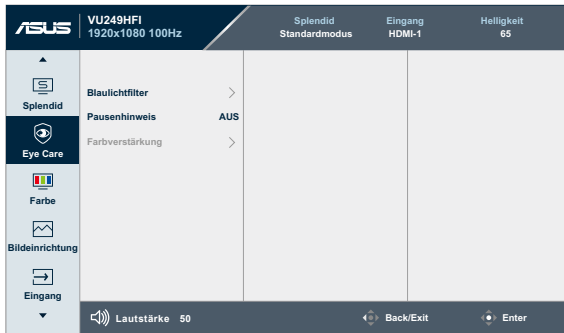 ASUS
VU249HFI
1920x1080 100Hz
Splendid
Standardmodus
Eingang
HDMI-1
Helligkeit
65
Splendid
Eye Care
Farbe
Bildeinrichtung
Eingang
Blaulichtfilter
Pausenhinweis AUS
Farbverstärkung
Lautstärke 50
Back/Exit
Enter